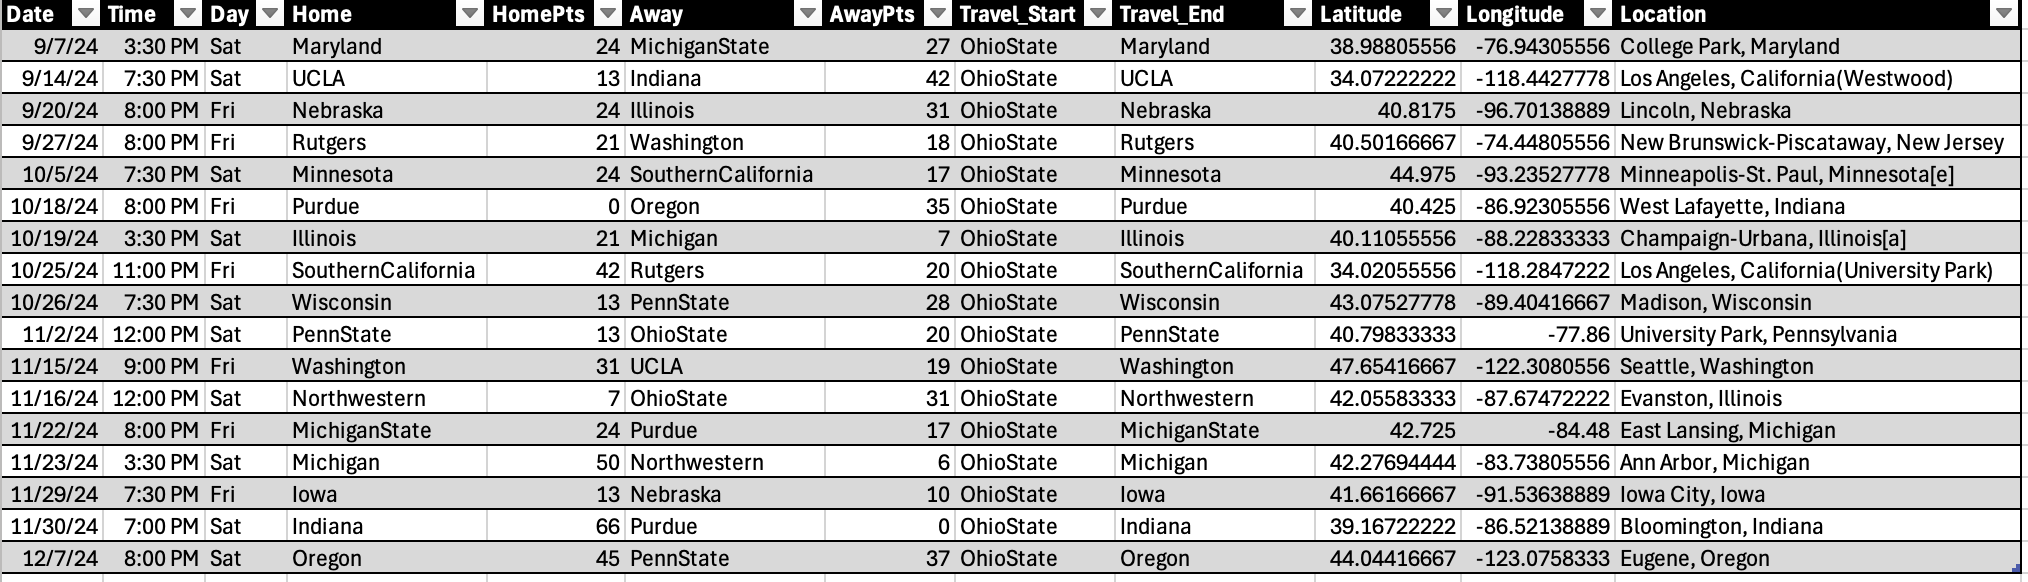 Date Time Day Home HomePts Away AwayPts Travel_Start Travel_End Latitude Longitude Location
9/7/24 3:30 PM Sat Maryland 24 MichiganState 27 OhioState Maryland 38.98805556 -76.94305556 College Park, Maryland
9/14/24 7:30 PM Sat UCLA 13 Indiana 42 OhioState UCLA 34.07222222 -118.4427778 Los Angeles, California(Westwood)
9/20/24 8:00 PM Fri Nebraska 24 Illinois 31 OhioState Nebraska 40.8175 -96.70138889 Lincoln, Nebraska
9/27/24 8:00 PM Fri Rutgers 21 Washington 18 OhioState Rutgers 40.50166667 -74.44805556 New Brunswick-Piscataway, New Jersey
10/5/24 7:30 PM Sat Minnesota 24 SouthernCalifornia 17 OhioState Minnesota 44.975 -93.23527778 Minneapolis-St. Paul, Minnesota[e]
10/18/24 8:00 PM Fri Purdue 0 Oregon 35 OhioState Purdue 40.425 -86.92305556 West Lafayette, Indiana
10/19/24 3:30 PM Sat Illinois 21 Michigan 7 OhioState Illinois 40.11055556 -88.22833333 Champaign-Urbana, Illinois[a]
10/25/24 11:00 PM Fri SouthernCalifornia 42 Rutgers 20 OhioState SouthernCalifornia 34.02055556 -118.2847222 Los Angeles, California(University Park)
10/26/24 7:30 PM Sat Wisconsin 13 PennState 28 OhioState Wisconsin 43.07527778 -89.40416667 Madison, Wisconsin
11/2/24 12:00 PM Sat PennState 13 OhioState 20 OhioState PennState 40.79833333 -77.86 University Park, Pennsylvania
11/15/24 9:00 PM Fri Washington 31 UCLA 19 OhioState Washington 47.65416667 -122.3080556 Seattle, Washington
11/16/24 12:00 PM Sat Northwestern 7 OhioState 31 OhioState Northwestern 42.05583333 -87.67472222 Evanston, Illinois
11/22/24 8:00 PM Fri MichiganState 24 Purdue 17 OhioState MichiganState 42.725 -84.48 East Lansing, Michigan
11/23/24 3:30 PM Sat Michigan 50 Northwestern 6 OhioState Michigan 42.27694444 -83.73805556 Ann Arbor, Michigan
11/29/24 7:30 PM Fri Iowa 13 Nebraska 10 OhioState Iowa 41.66166667 -91.53638889 Iowa City, Iowa
11/30/24 7:00 PM Sat Indiana 66 Purdue 0 OhioState Indiana 39.16722222 -86.52138889 Bloomington, Indiana
12/7/24 8:00 PM Sat Oregon 45 PennState 37 OhioState Oregon 44.04416667 -123.0758333 Eugene, Oregon